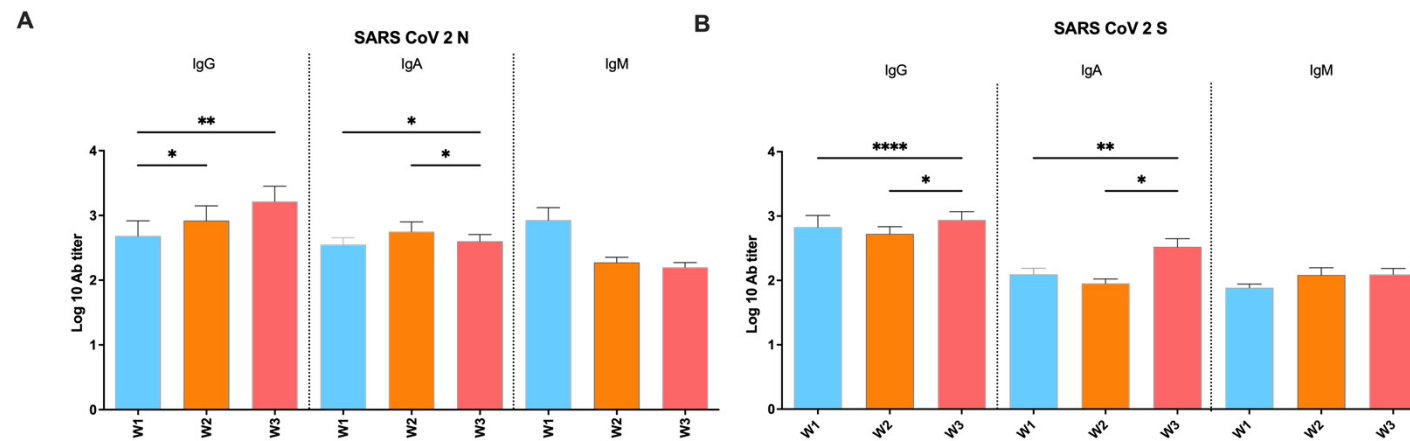 A
SARS CoV 2 N
IgG IgA IgM
** *
* *
Log 10 Ab titer
4
3
2
1
0
W1 W2 W3 W1 W2 W3 W1 W2 W3
B
SARS CoV 2 S
IgG IgA IgM
**** **
* *
Log 10 Ab titer
4
3
2
1
0
W1 W2 W3 W1 W2 W3 W1 W2 W3